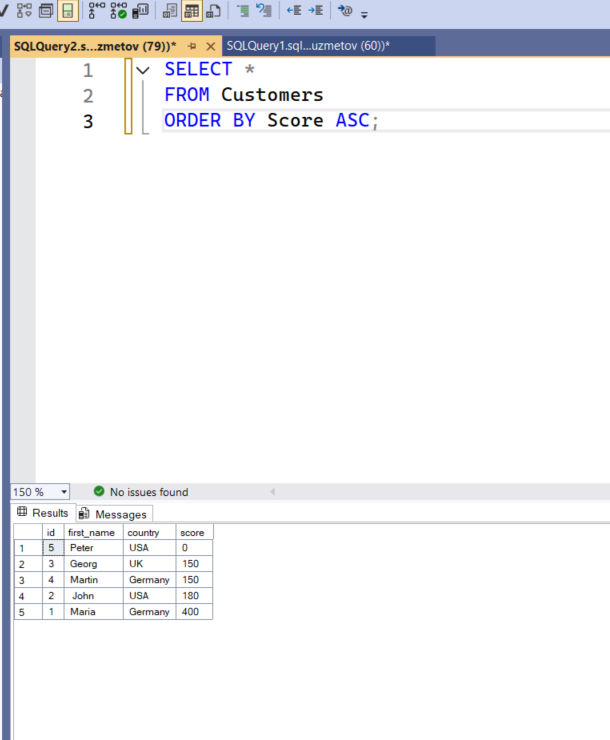 SQLQuery2.s...zmetov (79))* SQLQuery1.sql...uzmetov (60))*
1 SELECT *
2 FROM Customers
3 ORDER BY Score ASC;
150 % No issues found
Results Messages
id first_name country score
1 5 Peter USA 0
2 3 Georg UK 150
3 4 Martin Germany 150
4 2 John USA 180
5 1 Maria Germany 400